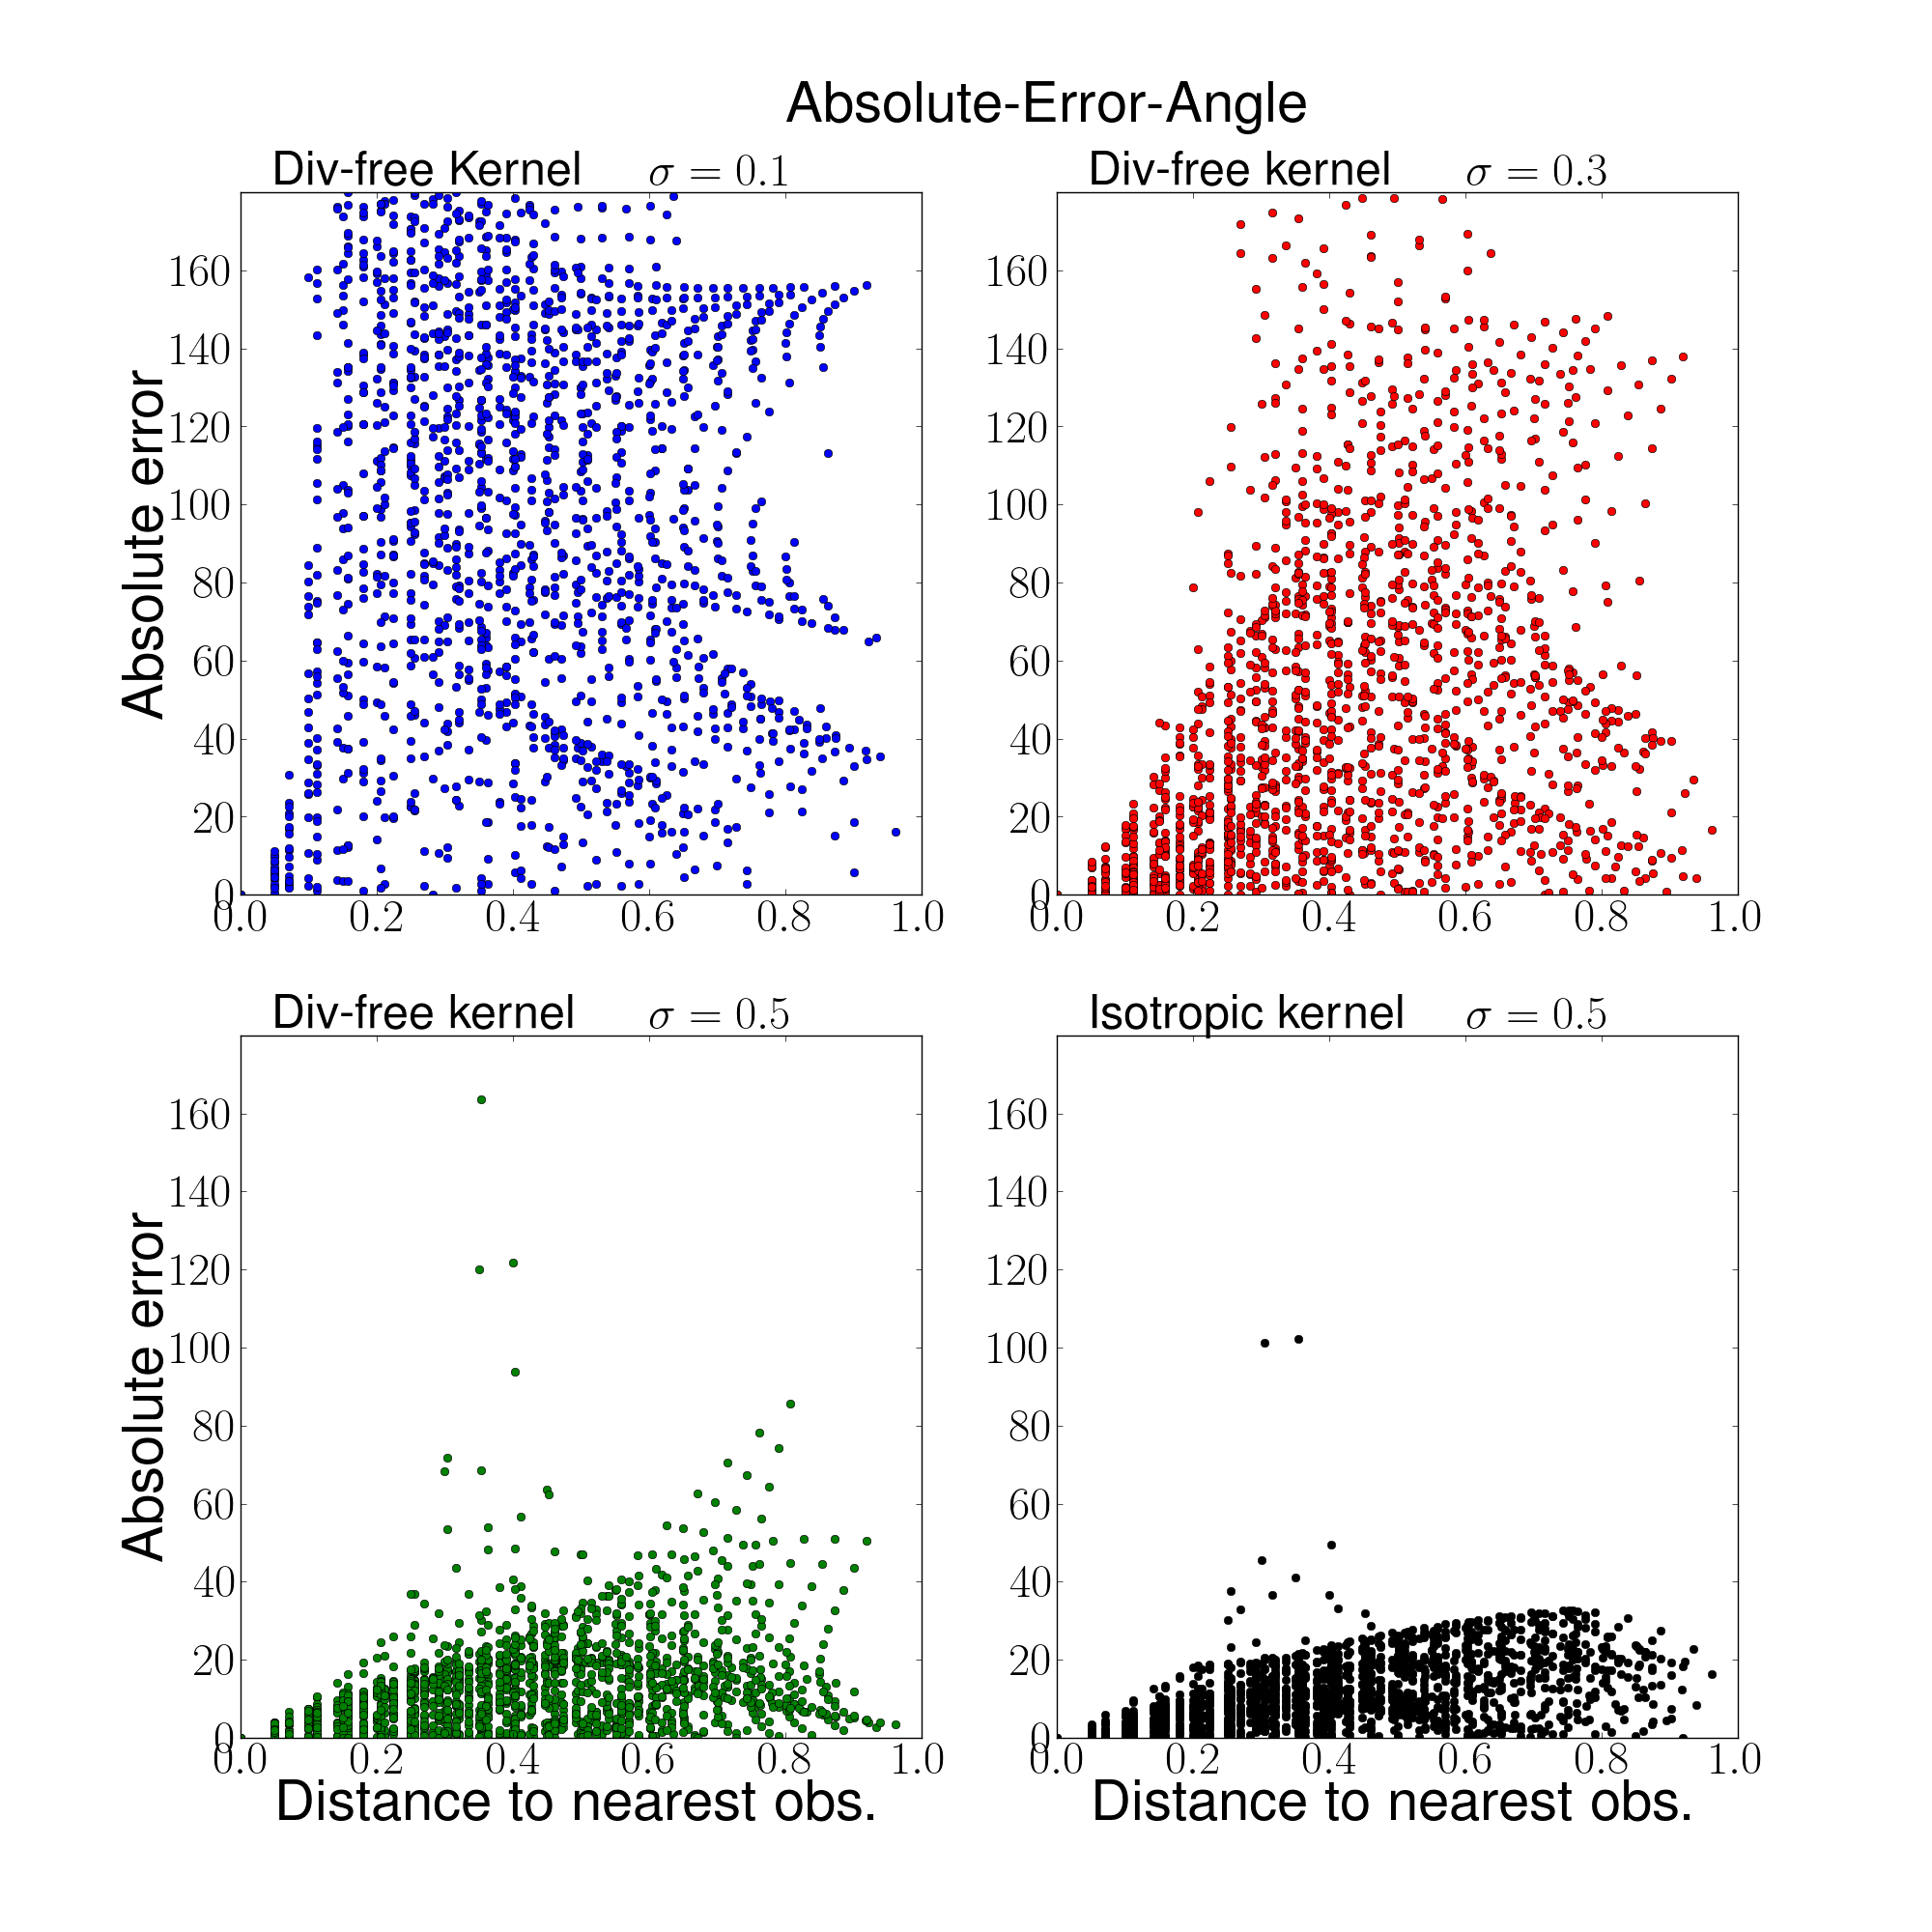 Absolute-Error-Angle
Div-free Kernel σ = 0.1
Div-free kernel σ = 0.3
Absolute error
160
140
120
100
80
60
40
20
0
0.0 0.2 0.4 0.6 0.8 1.0
160
140
120
100
80
60
40
20
0
0.0 0.2 0.4 0.6 0.8 1.0
Div-free kernel σ = 0.5
Isotropic kernel σ = 0.5
Absolute error
160
140
120
100
80
60
40
20
0
0.0 0.2 0.4 0.6 0.8 1.0
Distance to nearest obs.
160
140
120
100
80
60
40
20
0
0.0 0.2 0.4 0.6 0.8 1.0
Distance to nearest obs.